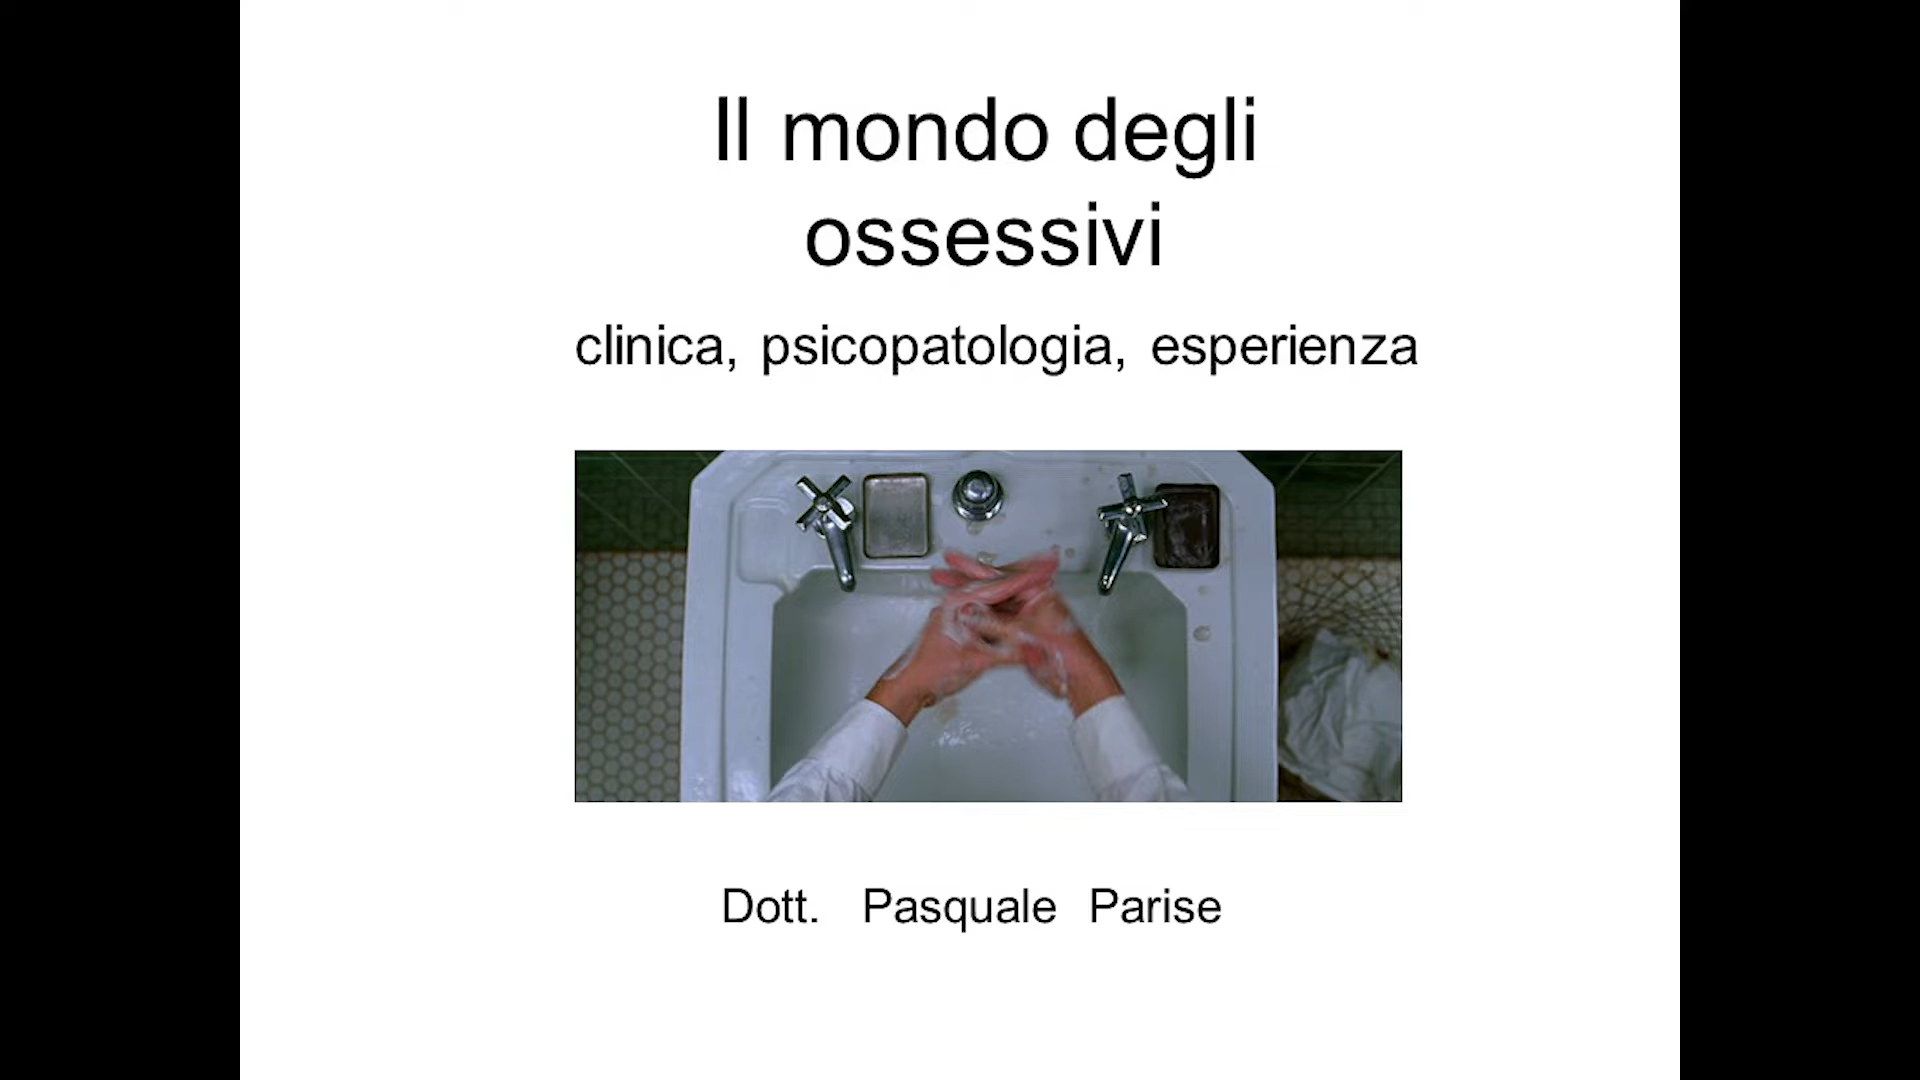 Il mondo degli
ossessivi
clinica, psicopatologia, esperienza
Dott. Pasquale Parise